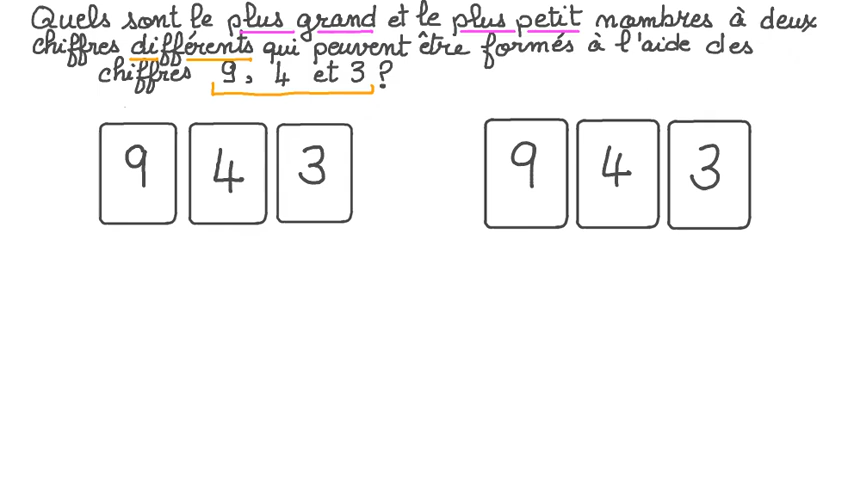 Quels sont le plus grand et le plus petit nombres à deux
chiffres différents qui peuvent être formés à l'aide des
chiffres 9, 4 et 3 ?
9 4 3 9 4 3